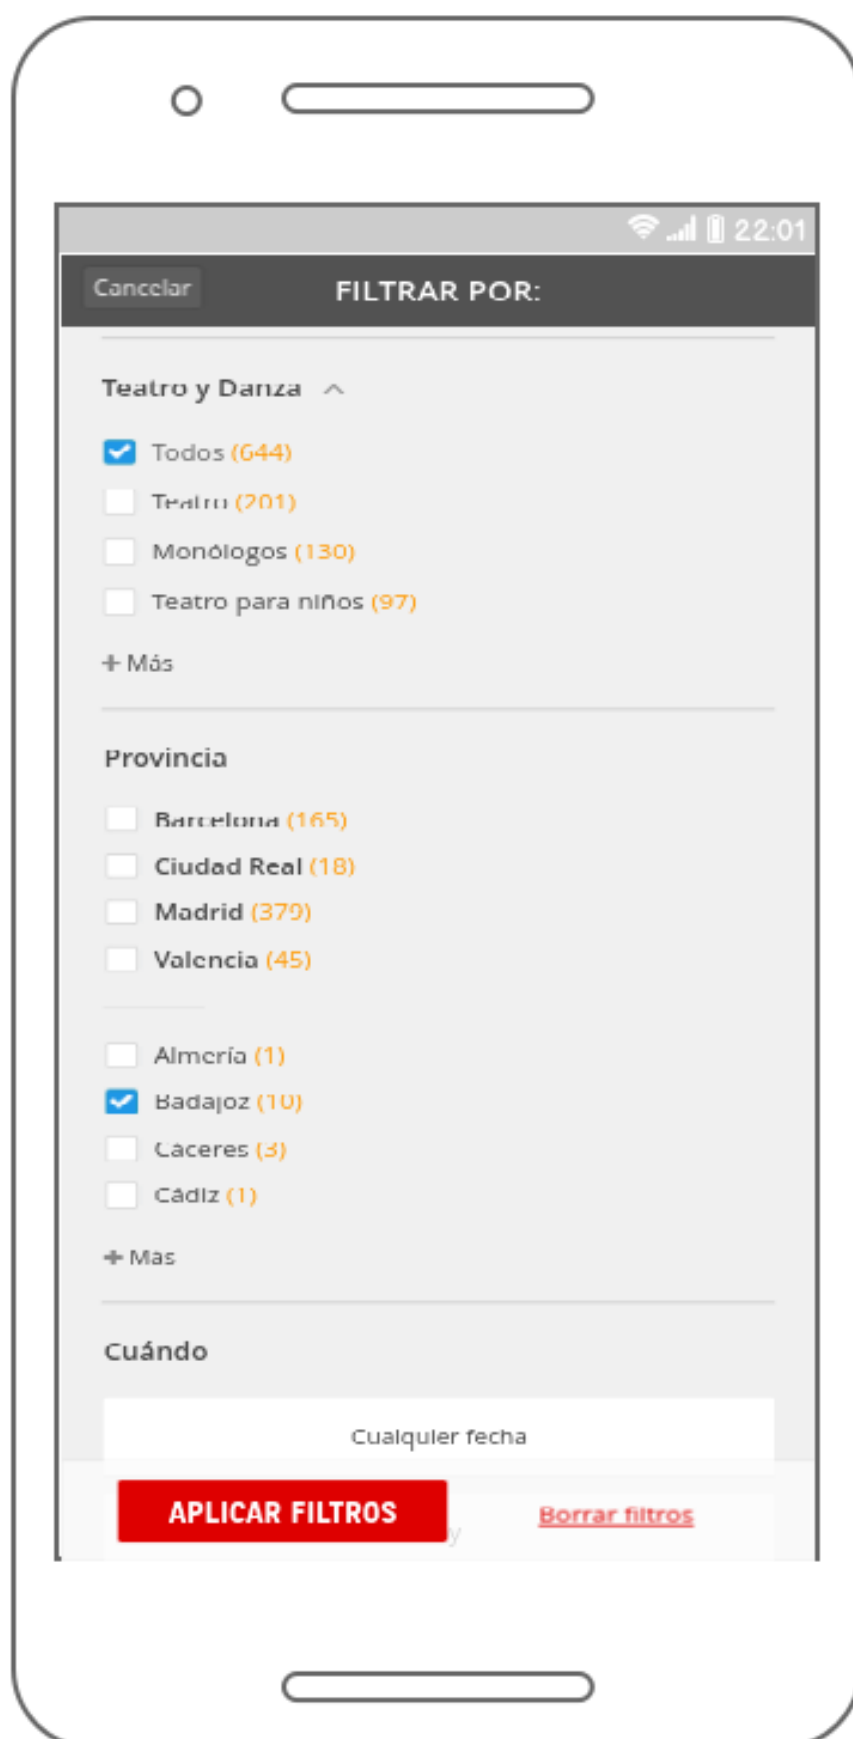 22:01
Cancelar FILTRAR POR:
Teatro y Danza
Todos (644)
Teatro (201)
Monólogos (130)
Teatro para niños (97)
+ Más
Provincia
Barcelona (165)
Ciudad Real (18)
Madrid (379)
Valencia (45)
Almería (1)
Badajoz (10)
Cáceres (3)
Cádiz (1)
+ Más
Cuándo
Cualquier fecha
APLICAR FILTROS Borrar filtros